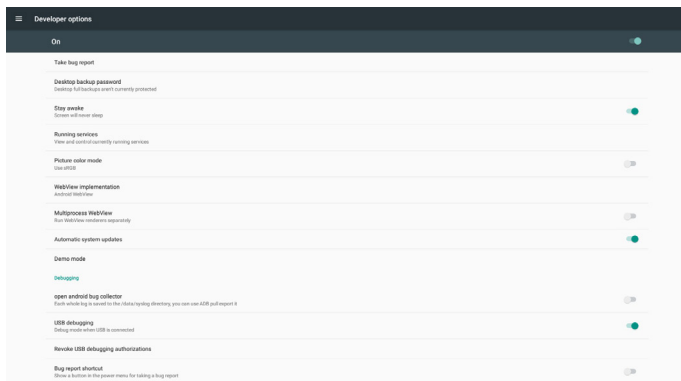 Developer options
On
Take bug report
Desktop backup password
Desktop full backups aren't currently protected
Stay awake
Screen will never sleep
Running services
View and control currently running services
Picture color mode
Use sRGB
WebView implementation
Android WebView
Multiprocess WebView
Run WebView renderers separately
Automatic system updates
Demo mode
Debugging
open android bug collector
Each whole log is saved to the /data/syslog directory, you can use ADB pull export it
USB debugging
Debug mode when USB is connected
Revoke USB debugging authorizations
Bug report shortcut
Show a button in the power menu for taking a bug report